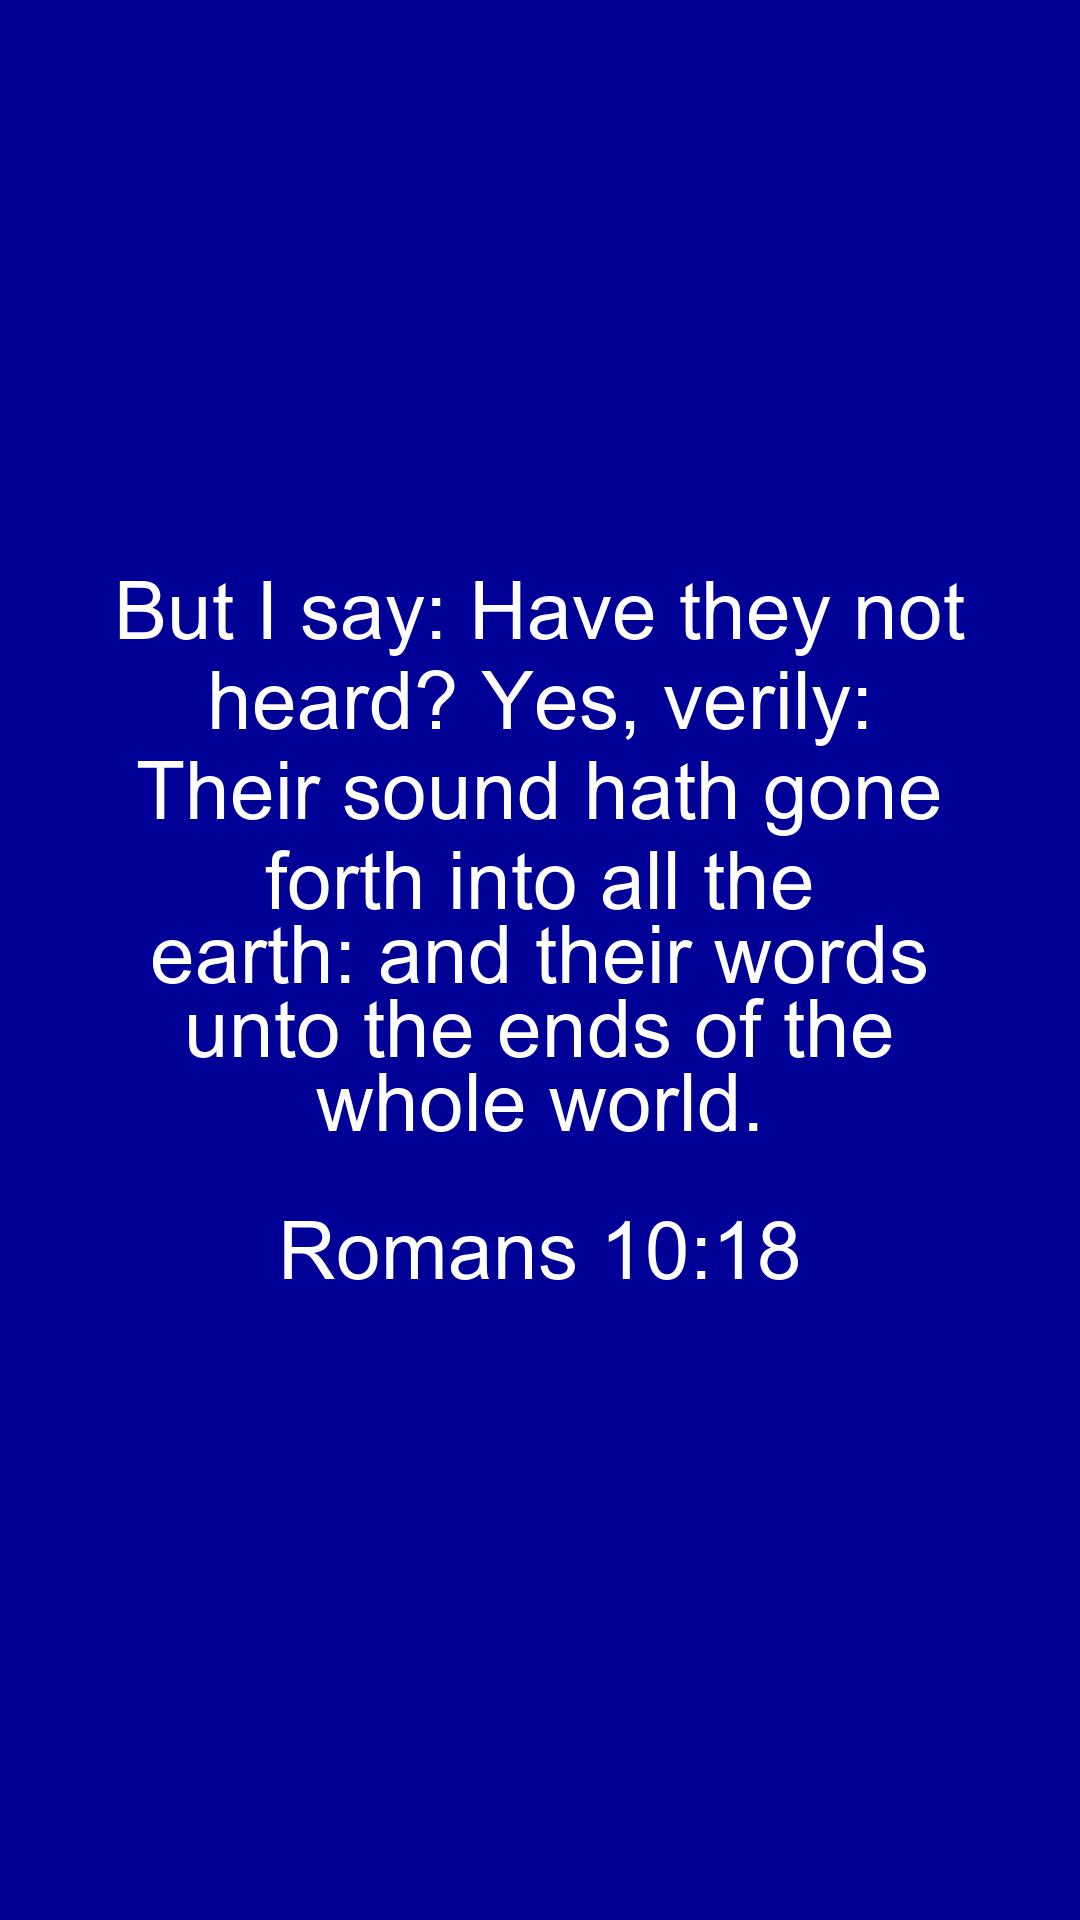 But I say: Have they not
heard? Yes, verily:
Their sound hath gone
forth into all the
earth: and their words
unto the ends of the
whole world.
Romans 10:18